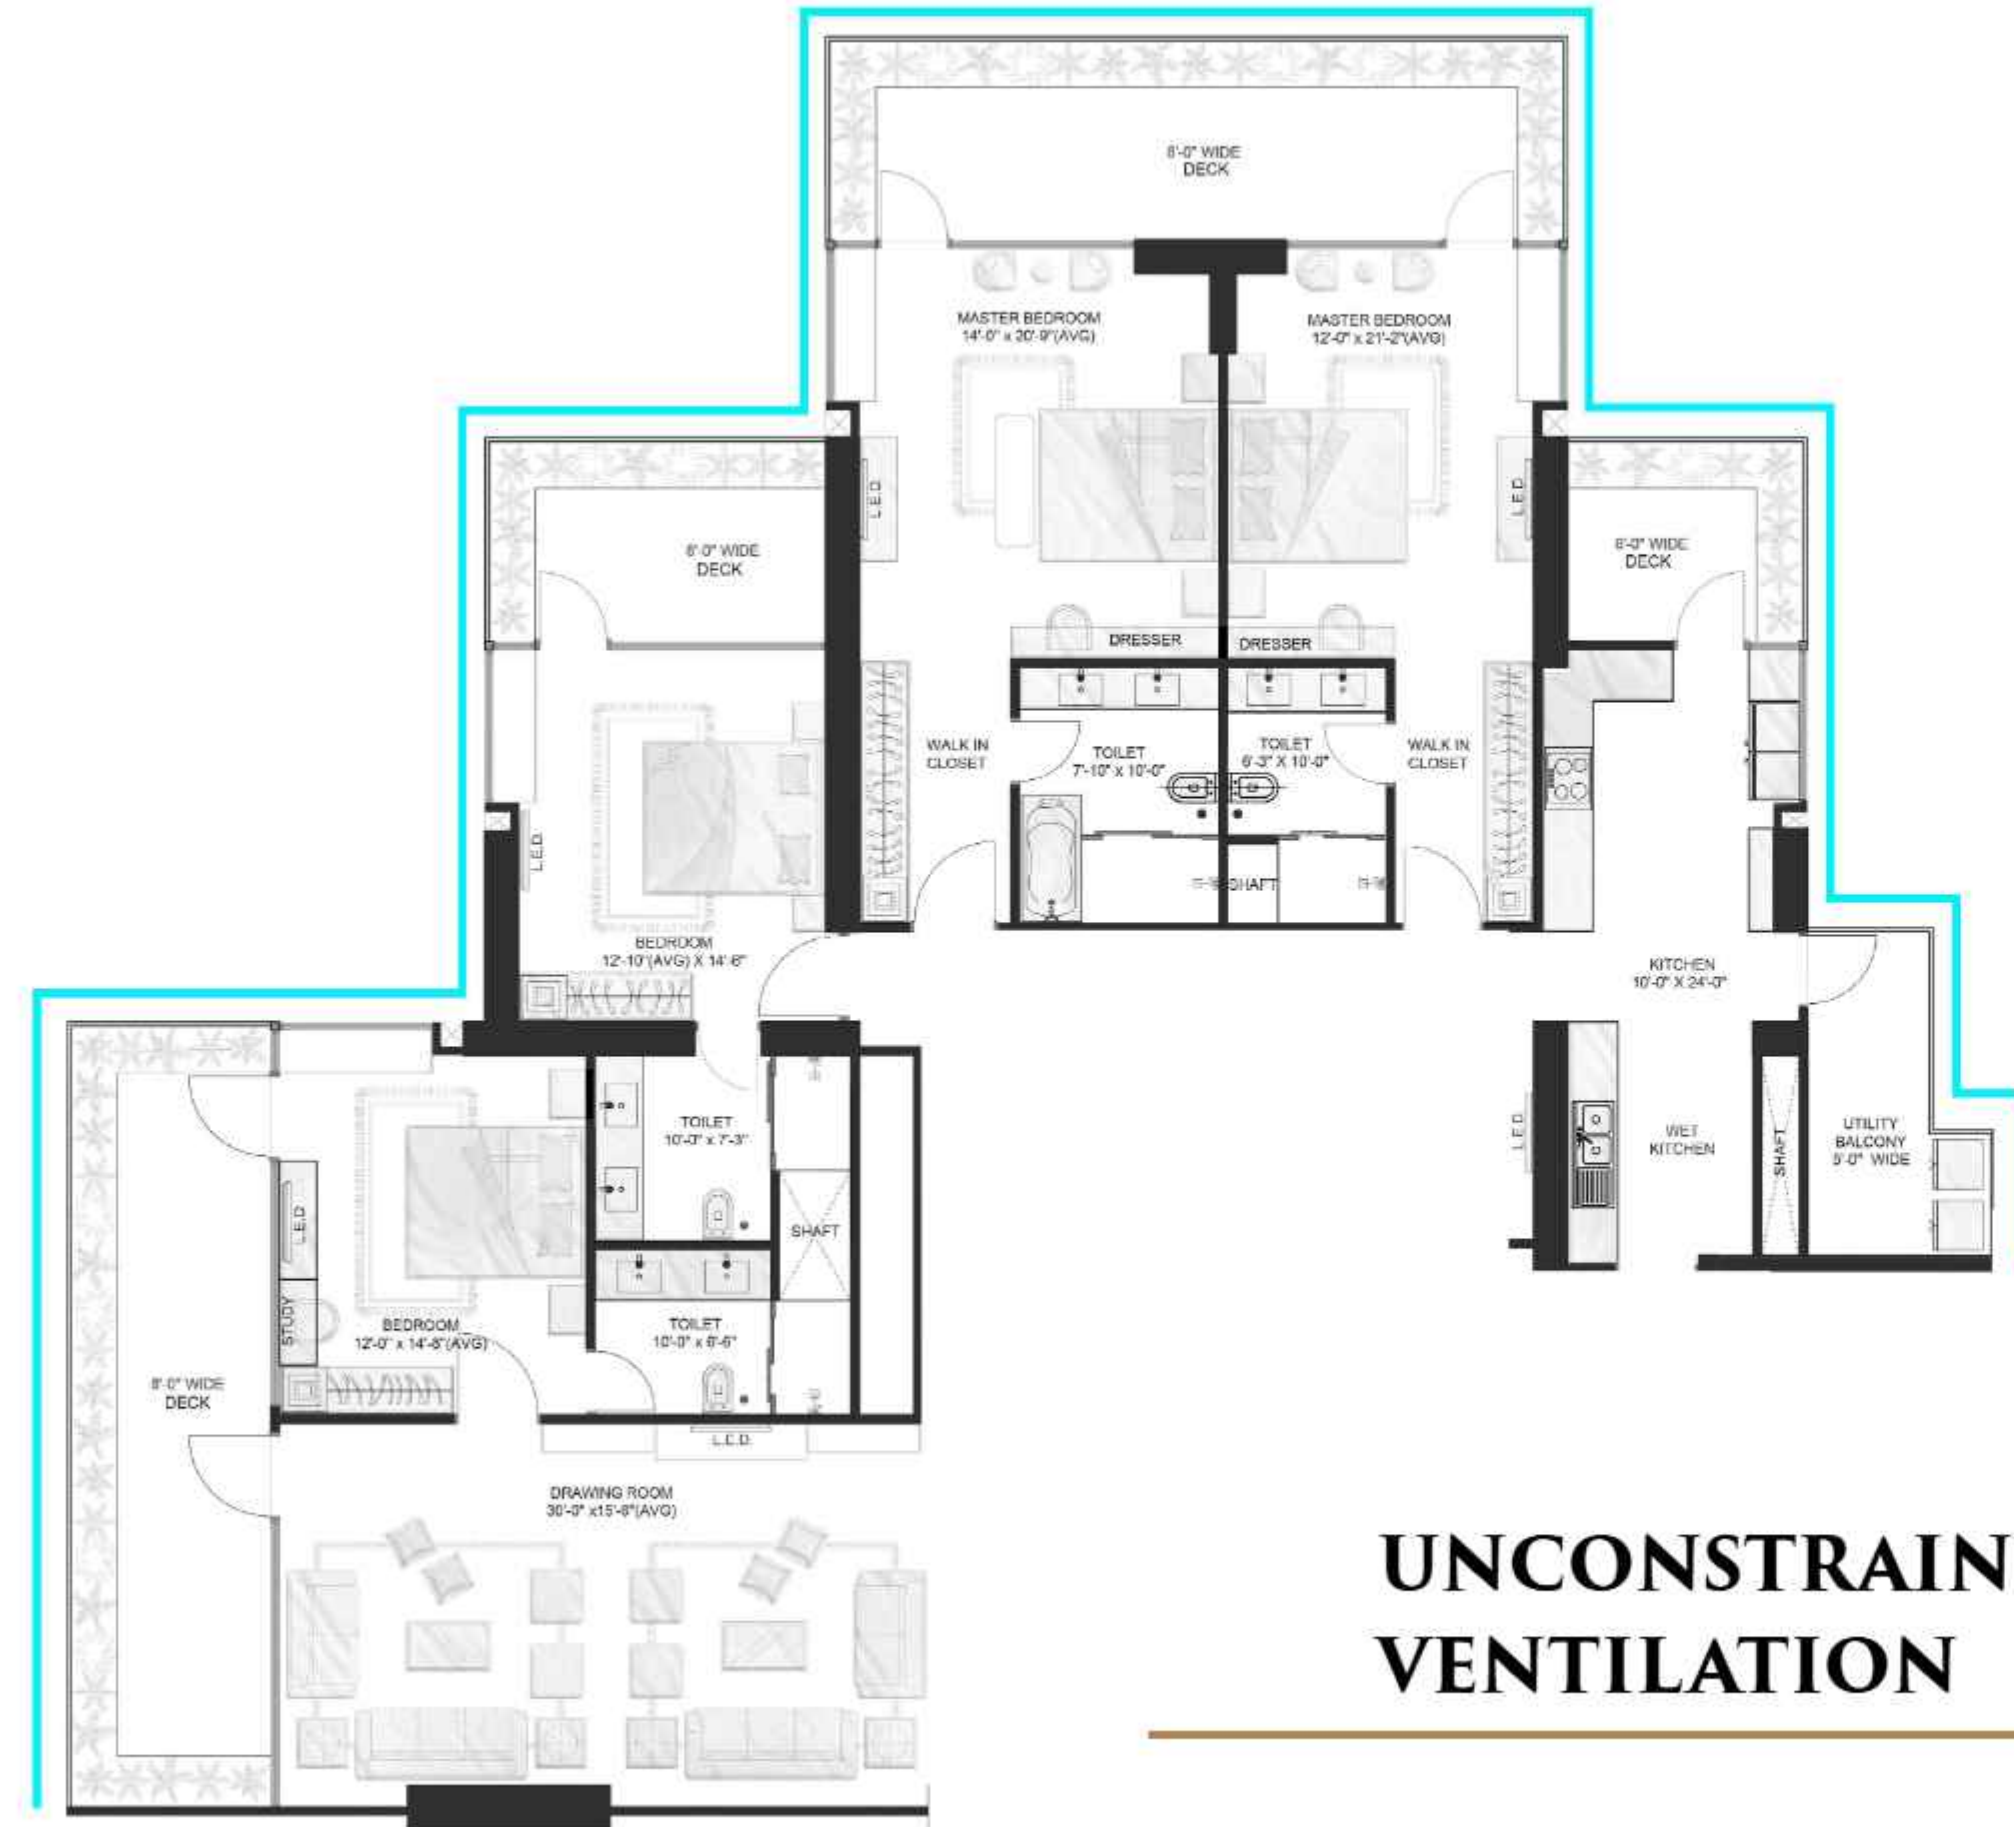 8'-0" WIDE
DECK
MASTER BEDROOM
14'-0" x 20'-9"(AVG)
MASTER BEDROOM
12'-0" x 21'-2"(AVG)
L.E.D
L.E.D
8'-0" WIDE
DECK
8'-0" WIDE
DECK
DRESSER
DRESSER
WALK IN
CLOSET
TOILET
7'-10" x 10'-0"
TOILET
6'-3" X 10'-0"
WALK IN
CLOSET
L.E.D
SHAFT
BEDROOM
12'-10"(AVG) X 14'-6"
KITCHEN
10'-0" X 24'-0"
TOILET
10'-0" x 7'-3"
L.E.D
WET
KITCHEN
SHAFT
UTILITY
BALCONY
5'-0" WIDE
L.E.D
SHAFT
STUDY
BEDROOM
12'-0" x 14'-8"(AVG)
TOILET
10'-0" x 6'-6"
8'-0" WIDE
DECK
L.E.D.
DRAWING ROOM
30'-0" x15'-8"(AVG)
UNCONSTRAIN
VENTILATION